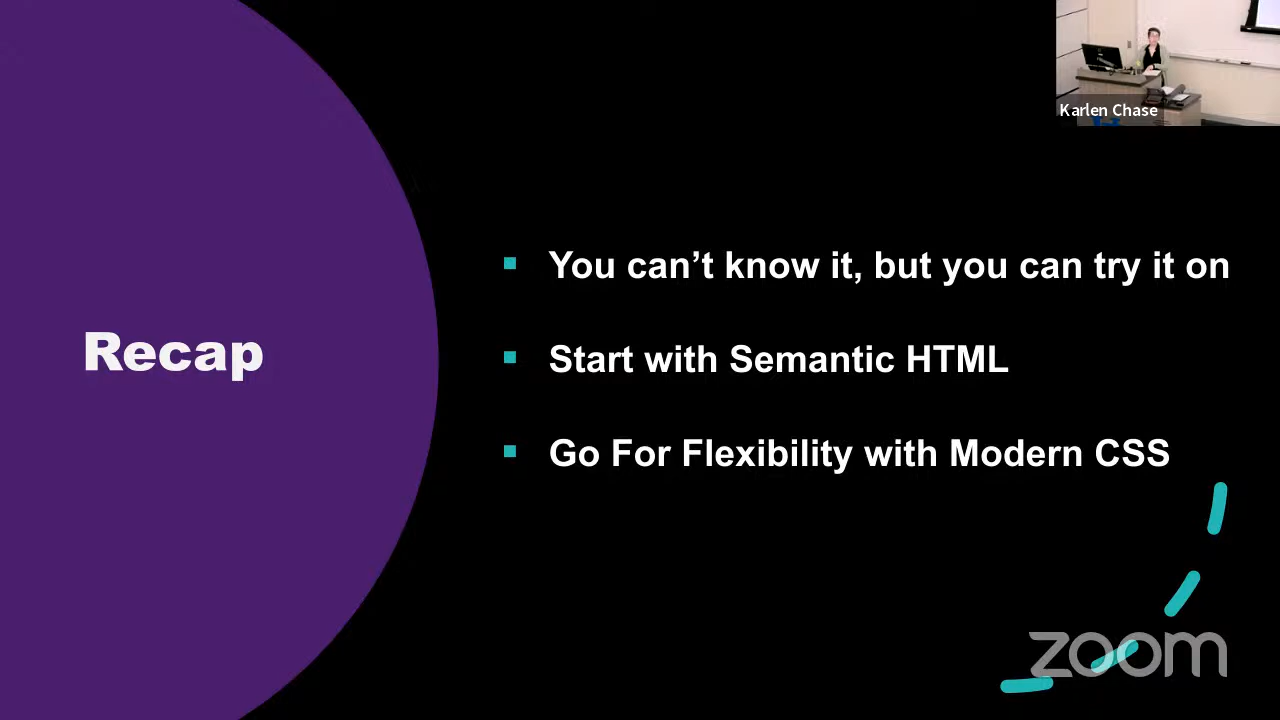 Karlen Chase
Recap
You can’t know it, but you can try it on
Start with Semantic HTML
Go For Flexibility with Modern CSS
zoom